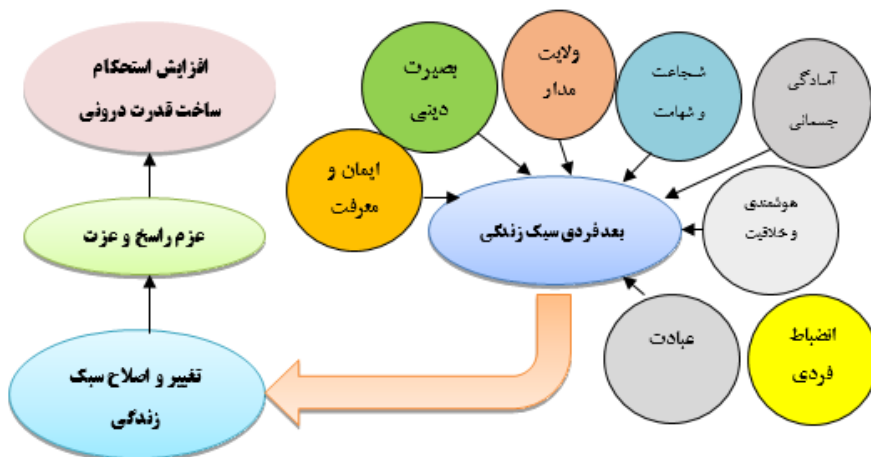 افزایش استحکام
ساخت قدرت درونی
عزم راسخ و عزت
تغییر و اصلاح سبک
زندگی
ایمان و
معرفت
بصیرت
دینی
ولایت
مدار
شجاعت
و شهامت
آمادگی
جسمانی
هوشمندی
و خلاقیت
انضباط
فردی
عبادت
بعد فردی سبک زندگی